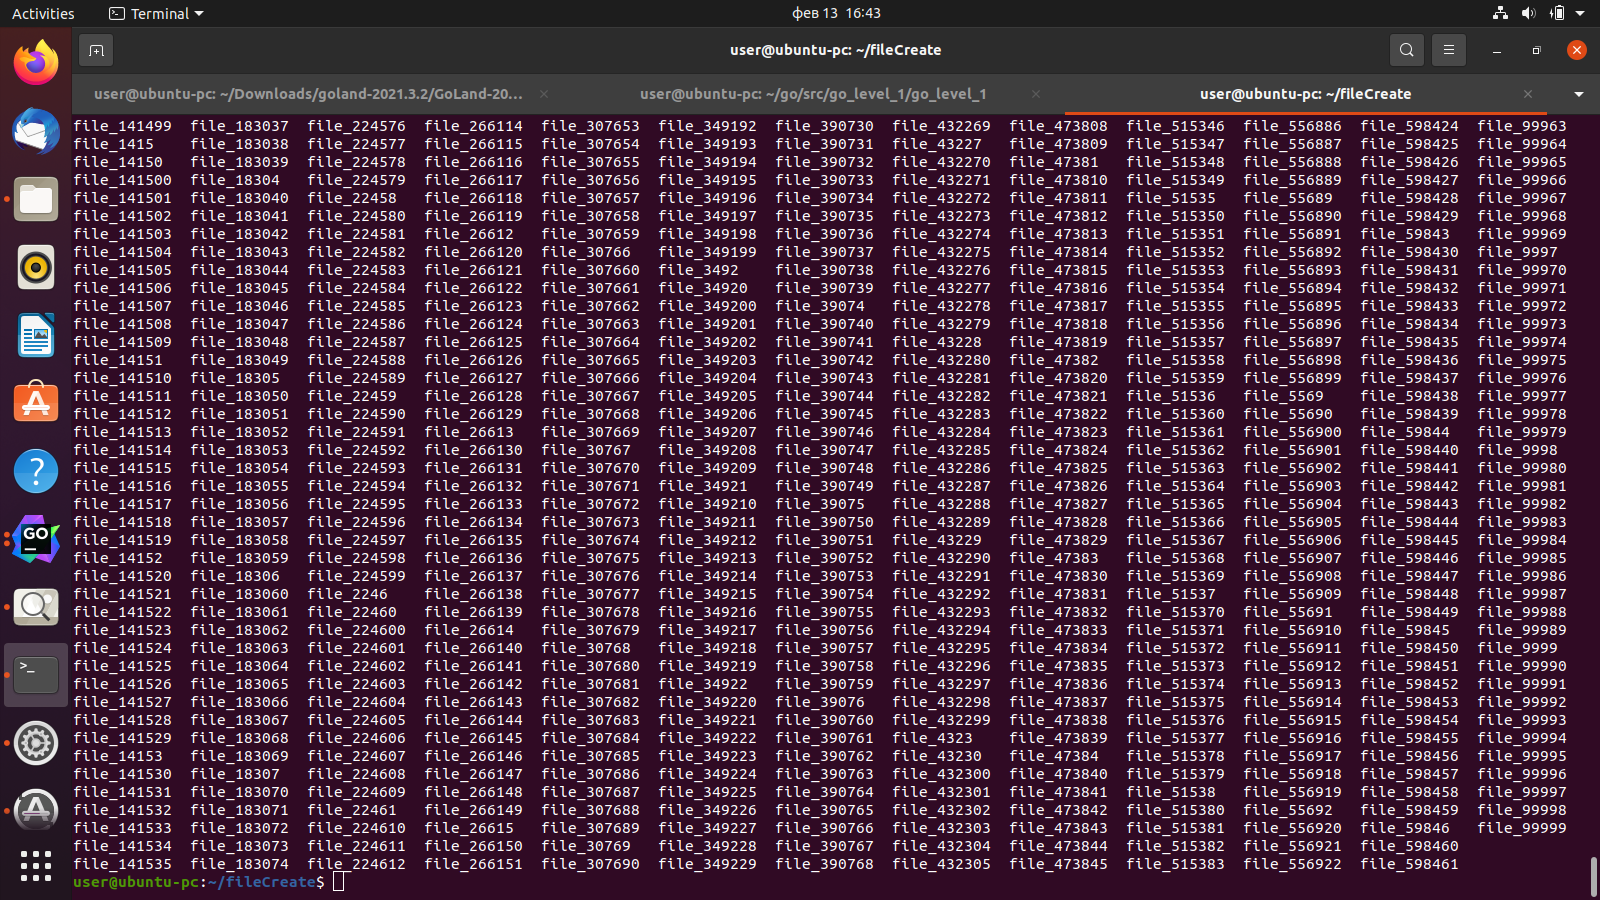 Activities Terminal фев 13 16:43
user@ubuntu-pc: ~/fileCreate
user@ubuntu-pc: ~/Downloads/goland-2021.3.2/GoLand-20... user@ubuntu-pc: ~/go/src/go_level_1/go_level_1 user@ubuntu-pc: ~/fileCreate
file_141499 file_183037 file_224576 file_266114 file_307653 file_349192 file_390730 file_432269 file_473808 file_515346 file_556886 file_598424 file_99963
file_1415 file_183038 file_224577 file_266115 file_307654 file_349193 file_390731 file_43227 file_473809 file_515347 file_556887 file_598425 file_99964
file_14150 file_183039 file_224578 file_266116 file_307655 file_349194 file_390732 file_432270 file_47381 file_515348 file_556888 file_598426 file_99965
file_141500 file_18304 file_224579 file_266117 file_307656 file_349195 file_390733 file_432271 file_473810 file_515349 file_556889 file_598427 file_99966
file_141501 file_183040 file_22458 file_266118 file_307657 file_349196 file_390734 file_432272 file_473811 file_51535 file_55689 file_598428 file_99967
file_141502 file_183041 file_224580 file_266119 file_307658 file_349197 file_390735 file_432273 file_473812 file_515350 file_556890 file_598429 file_99968
file_141503 file_183042 file_224581 file_26612 file_307659 file_349198 file_390736 file_432274 file_473813 file_515351 file_556891 file_59843 file_99969
file_141504 file_183043 file_224582 file_266120 file_30766 file_349199 file_390737 file_432275 file_473814 file_515352 file_556892 file_598430 file_9997
file_141505 file_183044 file_224583 file_266121 file_307660 file_3492 file_390738 file_432276 file_473815 file_515353 file_556893 file_598431 file_99970
file_141506 file_183045 file_224584 file_266122 file_307661 file_34920 file_390739 file_432277 file_473816 file_515354 file_556894 file_598432 file_99971
file_141507 file_183046 file_224585 file_266123 file_307662 file_349200 file_39074 file_432278 file_473817 file_515355 file_556895 file_598433 file_99972
file_141508 file_183047 file_224586 file_266124 file_307663 file_349201 file_390740 file_432279 file_473818 file_515356 file_556896 file_598434 file_99973
file_141509 file_183048 file_224587 file_266125 file_307664 file_349202 file_390741 file_43228 file_473819 file_515357 file_556897 file_598435 file_99974
file_14151 file_183049 file_224588 file_266126 file_307665 file_349203 file_390742 file_432280 file_47382 file_515358 file_556898 file_598436 file_99975
file_141510 file_18305 file_224589 file_266127 file_307666 file_349204 file_390743 file_432281 file_473820 file_515359 file_556899 file_598437 file_99976
file_141511 file_183050 file_22459 file_266128 file_307667 file_349205 file_390744 file_432282 file_473821 file_51536 file_5569 file_598438 file_99977
file_141512 file_183051 file_224590 file_266129 file_307668 file_349206 file_390745 file_432283 file_473822 file_515360 file_55690 file_598439 file_99978
file_141513 file_183052 file_224591 file_26613 file_307669 file_349207 file_390746 file_432284 file_473823 file_515361 file_556900 file_59844 file_99979
file_141514 file_183053 file_224592 file_266130 file_30767 file_349208 file_390747 file_432285 file_473824 file_515362 file_556901 file_598440 file_9998
file_141515 file_183054 file_224593 file_266131 file_307670 file_349209 file_390748 file_432286 file_473825 file_515363 file_556902 file_598441 file_99980
file_141516 file_183055 file_224594 file_266132 file_307671 file_34921 file_390749 file_432287 file_473826 file_515364 file_556903 file_598442 file_99981
file_141517 file_183056 file_224595 file_266133 file_307672 file_349210 file_39075 file_432288 file_473827 file_515365 file_556904 file_598443 file_99982
file_141518 file_183057 file_224596 file_266134 file_307673 file_349211 file_390750 file_432289 file_473828 file_515366 file_556905 file_598444 file_99983
file_141519 file_183058 file_224597 file_266135 file_307674 file_349212 file_390751 file_43229 file_473829 file_515367 file_556906 file_598445 file_99984
file_14152 file_183059 file_224598 file_266136 file_307675 file_349213 file_390752 file_432290 file_47383 file_515368 file_556907 file_598446 file_99985
file_141520 file_18306 file_224599 file_266137 file_307676 file_349214 file_390753 file_432291 file_473830 file_515369 file_556908 file_598447 file_99986
file_141521 file_183060 file_2246 file_266138 file_307677 file_349215 file_390754 file_432292 file_473831 file_51537 file_556909 file_598448 file_99987
file_141522 file_183061 file_22460 file_266139 file_307678 file_349216 file_390755 file_432293 file_473832 file_515370 file_55691 file_598449 file_99988
file_141523 file_183062 file_224600 file_26614 file_307679 file_349217 file_390756 file_432294 file_473833 file_515371 file_556910 file_59845 file_99989
file_141524 file_183063 file_224601 file_266140 file_30768 file_349218 file_390757 file_432295 file_473834 file_515372 file_556911 file_598450 file_9999
file_141525 file_183064 file_224602 file_266141 file_307680 file_349219 file_390758 file_432296 file_473835 file_515373 file_556912 file_598451 file_99990
file_141526 file_183065 file_224603 file_266142 file_307681 file_34922 file_390759 file_432297 file_473836 file_515374 file_556913 file_598452 file_99991
file_141527 file_183066 file_224604 file_266143 file_307682 file_349220 file_39076 file_432298 file_473837 file_515375 file_556914 file_598453 file_99992
file_141528 file_183067 file_224605 file_266144 file_307683 file_349221 file_390760 file_432299 file_473838 file_515376 file_556915 file_598454 file_99993
file_141529 file_183068 file_224606 file_266145 file_307684 file_349222 file_390761 file_4323 file_473839 file_515377 file_556916 file_598455 file_99994
file_14153 file_183069 file_224607 file_266146 file_307685 file_349223 file_390762 file_43230 file_47384 file_515378 file_556917 file_598456 file_99995
file_141530 file_18307 file_224608 file_266147 file_307686 file_349224 file_390763 file_432300 file_473840 file_515379 file_556918 file_598457 file_99996
file_141531 file_183070 file_224609 file_266148 file_307687 file_349225 file_390764 file_432301 file_473841 file_51538 file_556919 file_598458 file_99997
file_141532 file_183071 file_22461 file_266149 file_307688 file_349226 file_390765 file_432302 file_473842 file_515380 file_55692 file_598459 file_99998
file_141533 file_183072 file_224610 file_26615 file_307689 file_349227 file_390766 file_432303 file_473843 file_515381 file_556920 file_59846 file_99999
file_141534 file_183073 file_224611 file_266150 file_30769 file_349228 file_390767 file_432304 file_473844 file_515382 file_556921 file_598460
file_141535 file_183074 file_224612 file_266151 file_307690 file_349229 file_390768 file_432305 file_473845 file_515383 file_556922 file_598461
user@ubuntu-pc:~/fileCreate$
GO